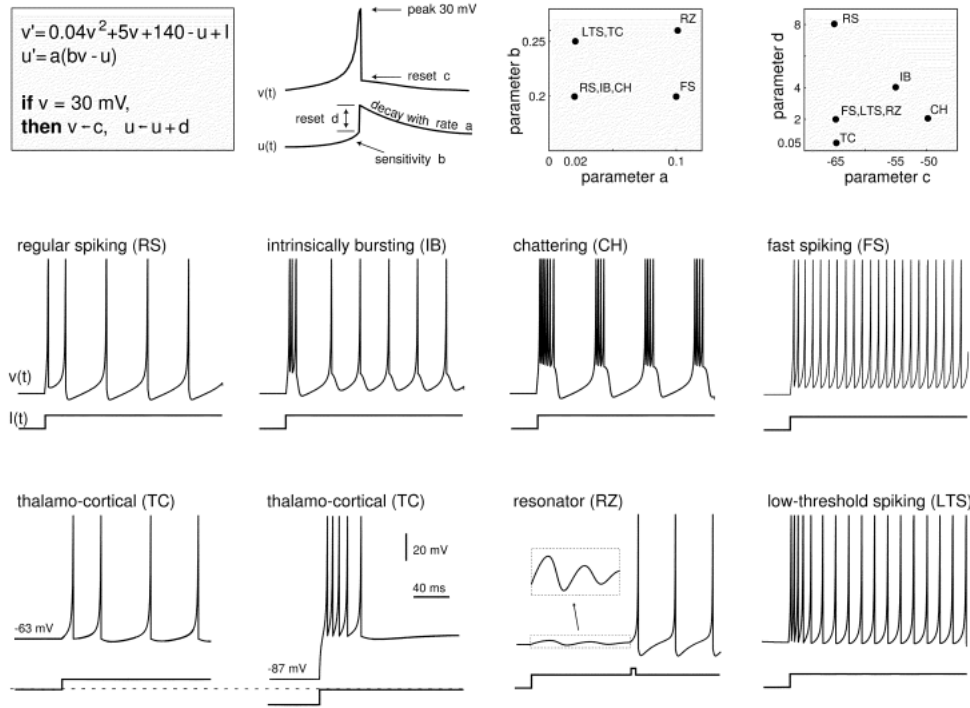 v'= 0.04v²+5v+140 - u+I
u'= a(bv - u)
if v = 30 mV,
then v←c, u←u+d
peak 30 mV
reset c
v(t)
reset d
decay with rate a
u(t)
sensitivity b
parameter b
0.25
0.2
LTS,TC
RZ
RS,IB,CH
FS
0 0.02 0.1
parameter a
parameter d
8
4
2
0.05
RS
IB
FS,LTS,RZ
CH
TC
-65 -55 -50
parameter c
regular spiking (RS)
intrinsically bursting (IB)
chattering (CH)
fast spiking (FS)
v(t)
I(t)
thalamo-cortical (TC)
thalamo-cortical (TC)
resonator (RZ)
low-threshold spiking (LTS)
20 mV
40 ms
-63 mV
-87 mV